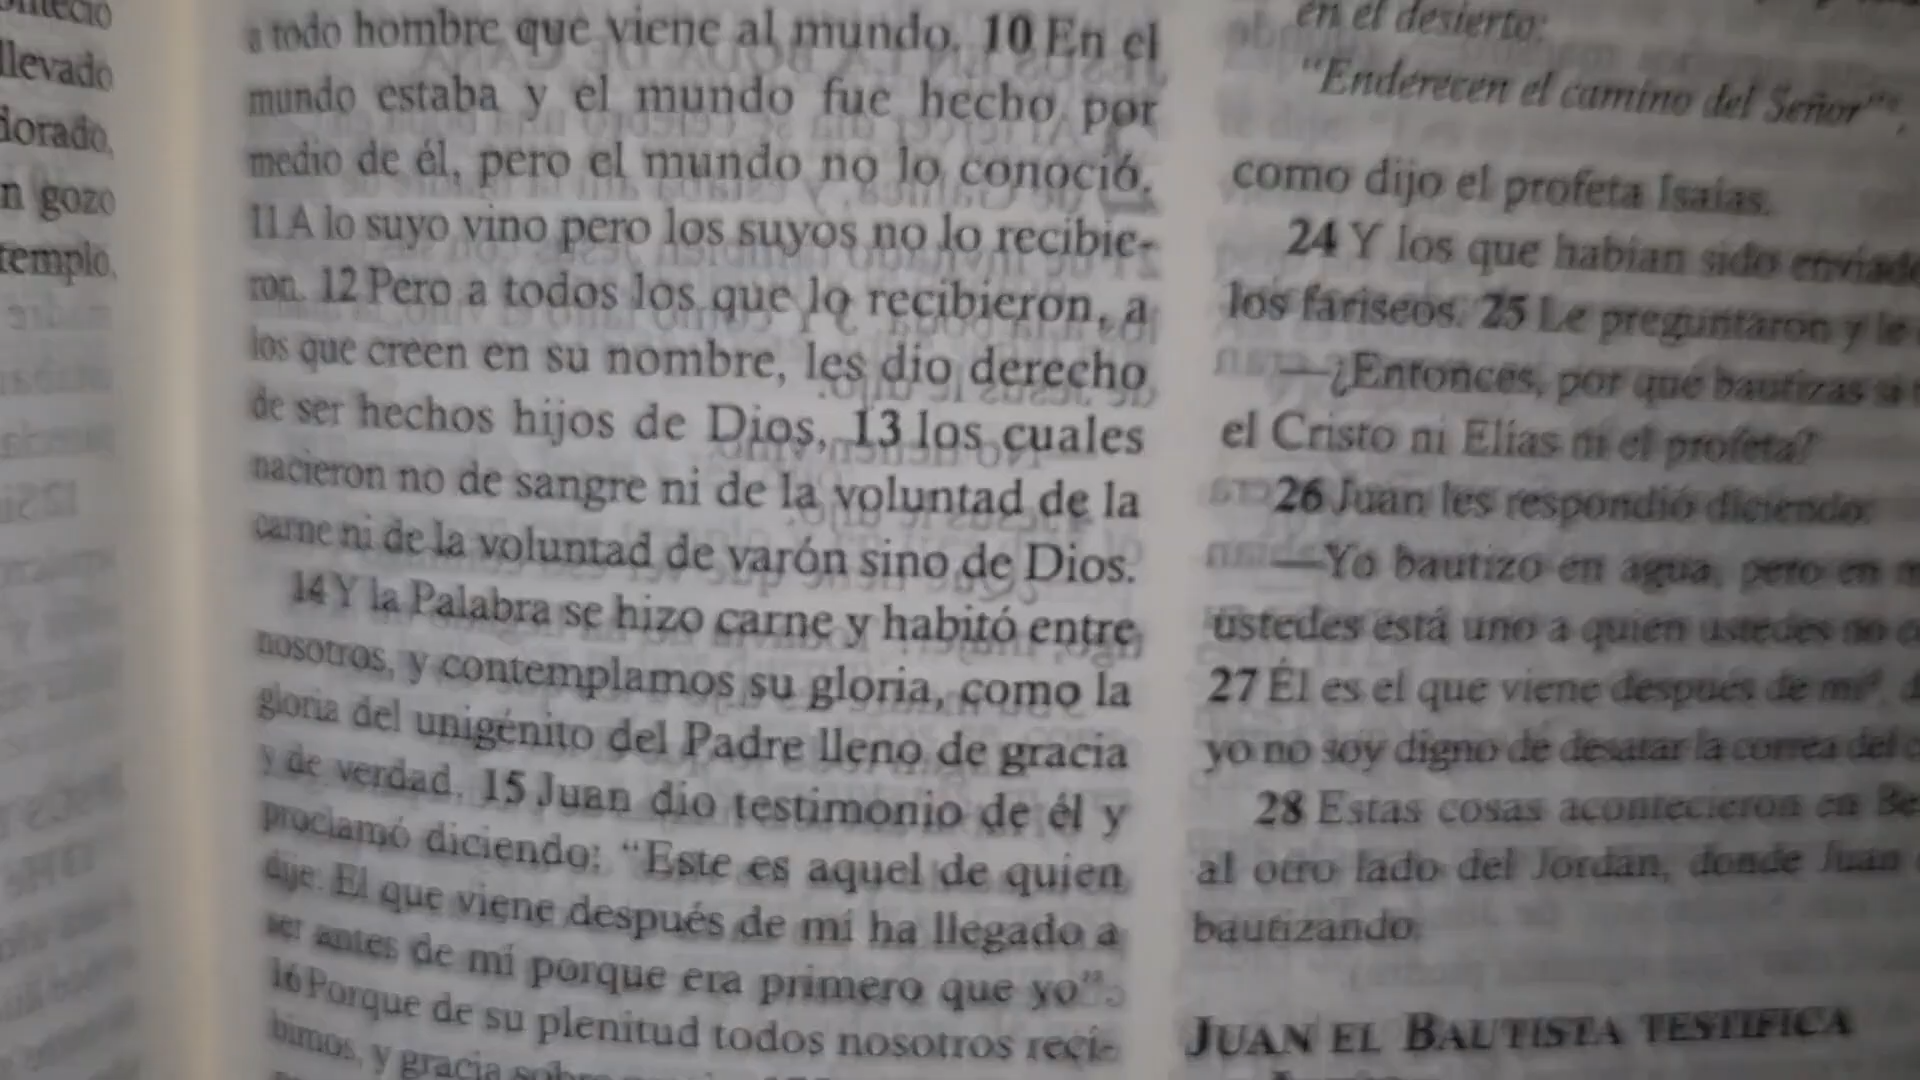 llevado
dorado,
n gozo
templo.
a todo hombre que viene al mundo. 10 En el
mundo estaba y el mundo fue hecho por
medio de él, pero el mundo no lo conoció.
11 A lo suyo vino pero los suyos no lo recibie-
ron. 12 Pero a todos los que lo recibieron, a
los que creen en su nombre, les dio derecho
de ser hechos hijos de Dios, 13 los cuales
nacieron no de sangre ni de la voluntad de la
carne ni de la voluntad de varón sino de Dios.
14 Y la Palabra se hizo carne y habitó entre
nosotros, y contemplamos su gloria, como la
gloria del unigénito del Padre lleno de gracia
y de verdad. 15 Juan dio testimonio de él y
proclamó diciendo: “Este es aquel de quien
dije: El que viene después de mí ha llegado a
ser antes de mí porque era primero que yo”.
16 Porque de su plenitud todos nosotros reci-
bimos, y gracia sobre
en el desierto:
“Enderecen el camino del Señor”
como dijo el profeta Isaías.
24 Y los que habían sido
los fariseos. 25 Le preguntaron y le
—¿Entonces, por qué bautizas si
el Cristo ni Elías ni el profeta?
26 Juan les respondió diciendo:
—Yo bautizo en agua, pero en
ustedes está uno a quien ustedes no
27 Él es el que viene después de mí
yo no soy digno de desatar la correa del
28 Estas cosas acontecieron en
al otro lado del Jordán, donde Juan
bautizando.
JUAN EL BAUTISTA TESTIFICA